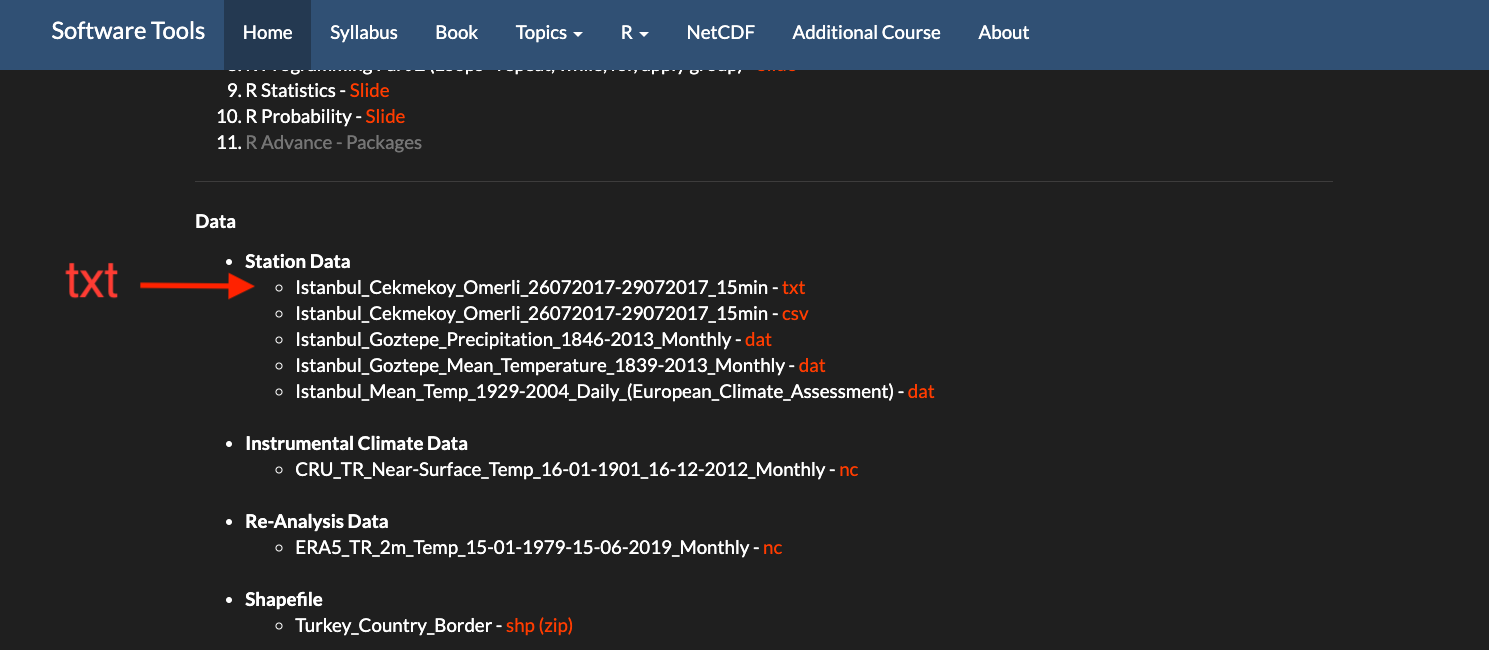 Software Tools Home Syllabus Book Topics R NetCDF Additional Course About
9. R Statistics - Slide
10. R Probability - Slide
11. R Advance - Packages
Data
Station Data
txt
Istanbul_Cekmekoy_Omerli_26072017-29072017_15min - txt
Istanbul_Cekmekoy_Omerli_26072017-29072017_15min - csv
Istanbul_Goztepe_Precipitation_1846-2013_Monthly - dat
Istanbul_Goztepe_Mean_Temperature_1839-2013_Monthly - dat
Istanbul_Mean_Temp_1929-2004_Daily_(European_Climate_Assessment) - dat
Instrumental Climate Data
CRU_TR_Near-Surface_Temp_16-01-1901_16-12-2012_Monthly - nc
Re-Analysis Data
ERA5_TR_2m_Temp_15-01-1979-15-06-2019_Monthly - nc
Shapefile
Turkey_Country_Border - shp (zip)